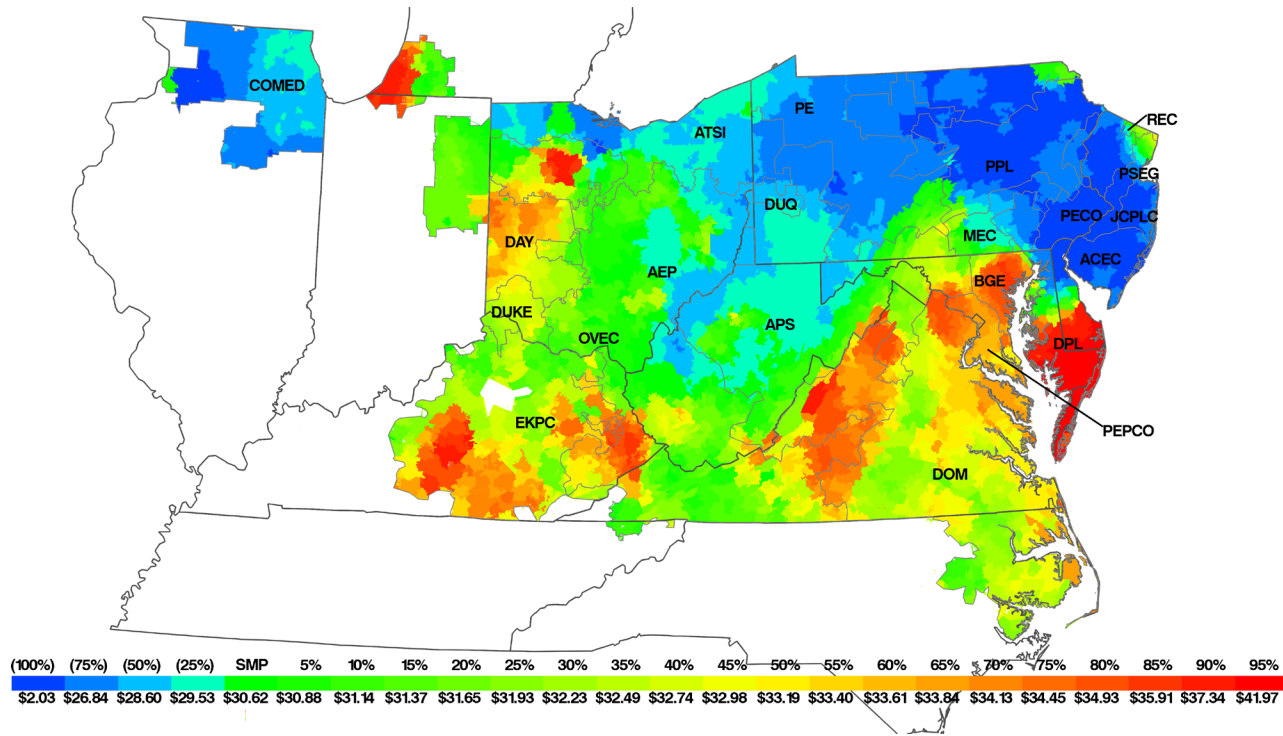 COMED
PE
REC
ATSI
PPL
PSEG
DUQ
PECO
JCPLC
MEC
DAY
ACEC
AEP
BGE
DUKE
APS
OVEC
DPL
EKPC
PEPCO
DOM
(100%) (75%) (50%) (25%) SMP 5% 10% 15% 20% 25% 30% 35% 40% 45% 50% 55% 60% 65% 70% 75% 80% 85% 90% 95%
$2.03 $26.84 $28.60 $29.53 $30.62 $30.88 $31.14 $31.37 $31.65 $31.93 $32.23 $32.49 $32.74 $32.98 $33.19 $33.40 $33.61 $33.84 $34.13 $34.45 $34.93 $35.91 $37.34 $41.97